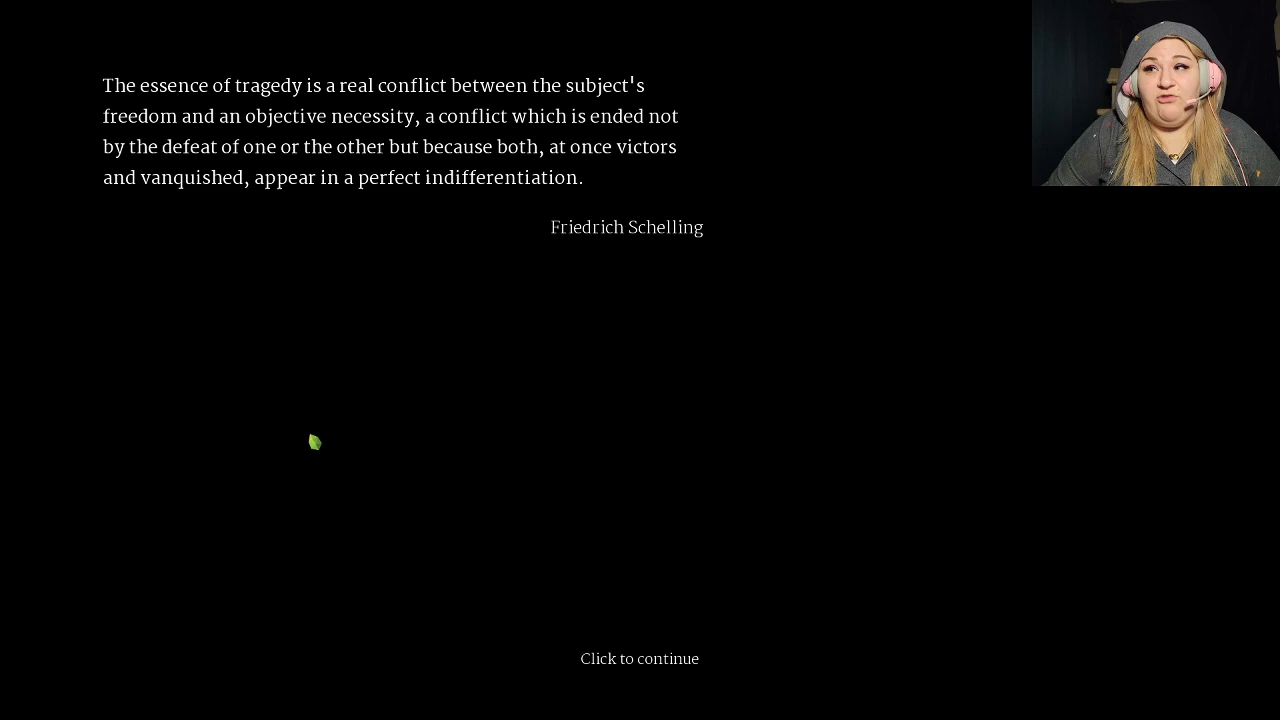 The essence of tragedy is a real conflict between the subject's
freedom and an objective necessity, a conflict which is ended not
by the defeat of one or the other but because both, at once victors
and vanquished, appear in a perfect indifferentiation.
Friedrich Schelling
Click to continue